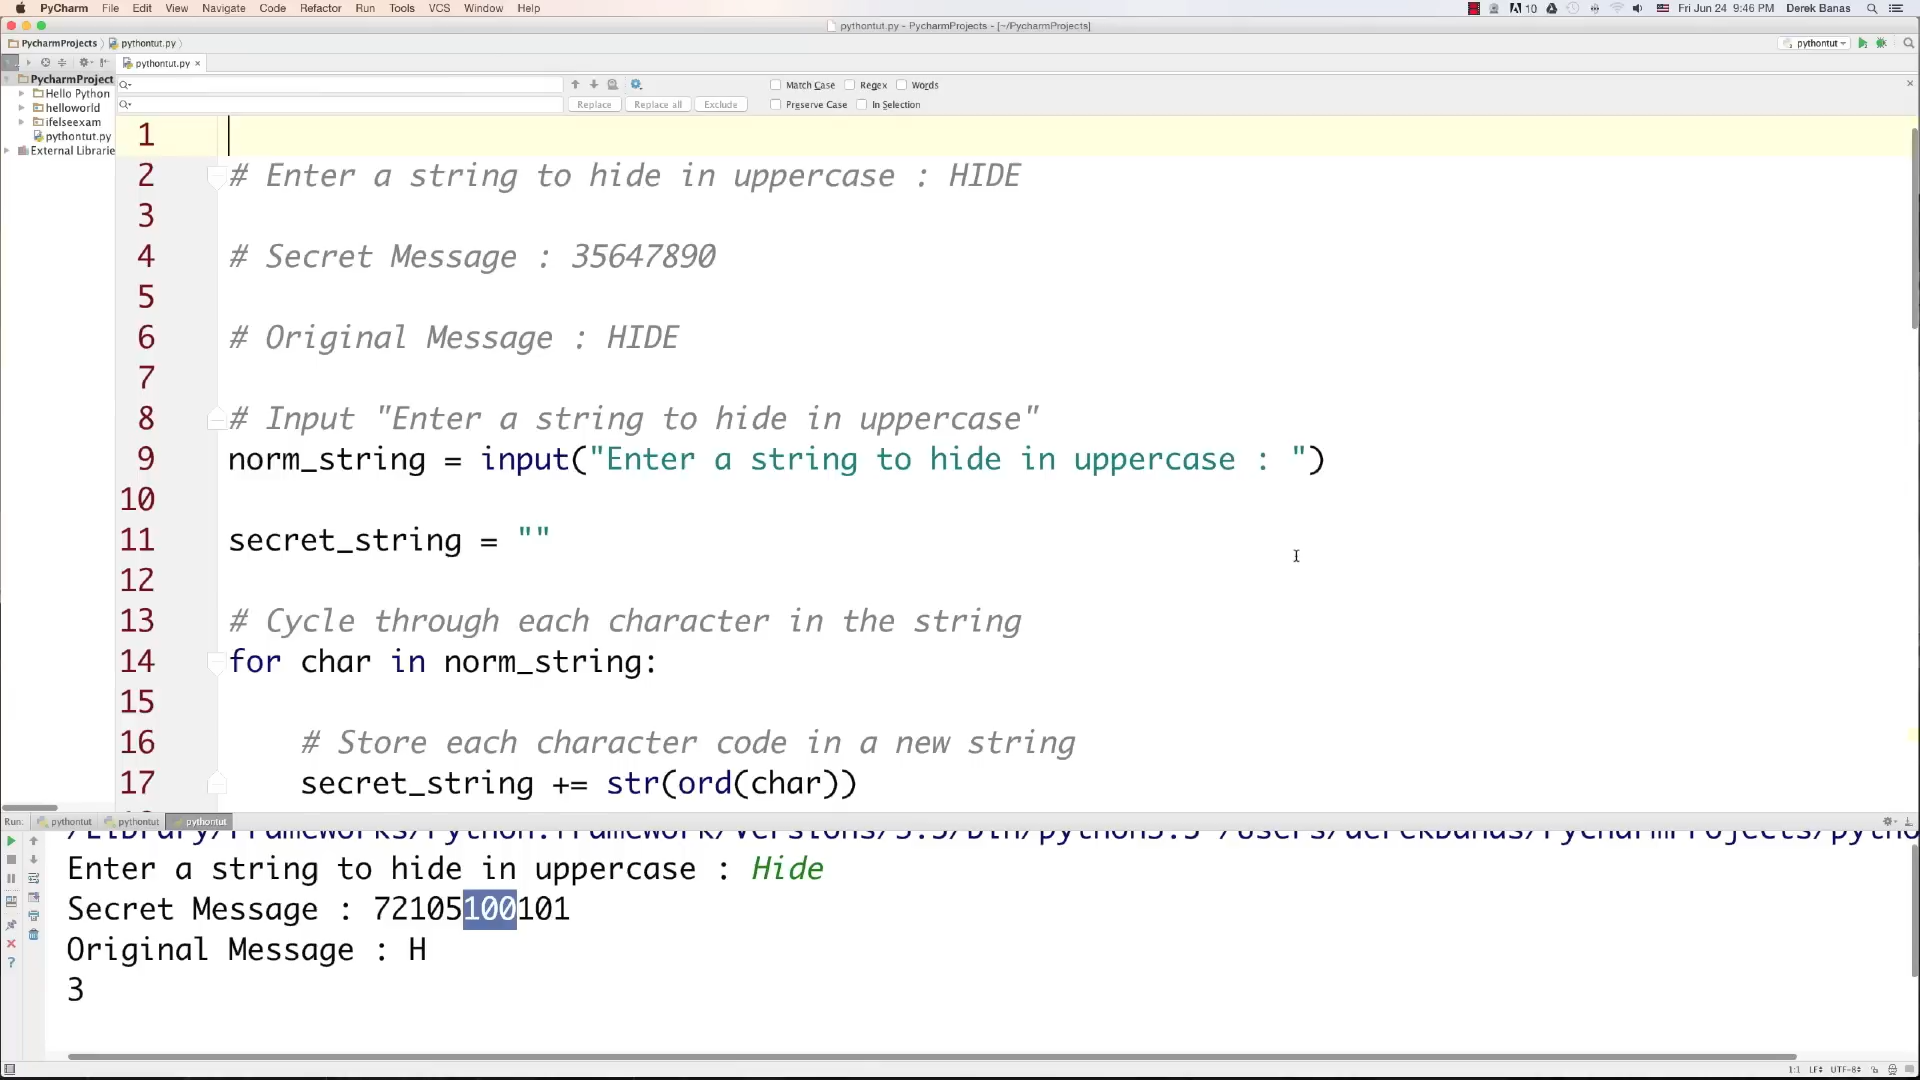 PyCharm File Edit View Navigate Code Refactor Run Tools VCS Window Help 10 Fri Jun 24 9:46 PM Derek Banas
pythontut.py - PycharmProjects - [~/PycharmProjects]
PycharmProjects pythontut.py pythontut
pythontut.py ×
PycharmProject
Hello Python
helloworld
ifelseexam
pythontut.py
External Librarie
Match Case Regex Words
Replace Replace all Exclude Preserve Case In Selection
1
2 # Enter a string to hide in uppercase : HIDE
3
4 # Secret Message : 35647890
5
6 # Original Message : HIDE
7
8 # Input "Enter a string to hide in uppercase"
9 norm_string = input("Enter a string to hide in uppercase : ")
10
11 secret_string = ""
12
13 # Cycle through each character in the string
14 for char in norm_string:
15
16 # Store each character code in a new string
17 secret_string += str(ord(char))
Run: pythontut pythontut pythontut
Enter a string to hide in uppercase : Hide
Secret Message : 72105100101
Original Message : H
3
1:1 LF UTF-8